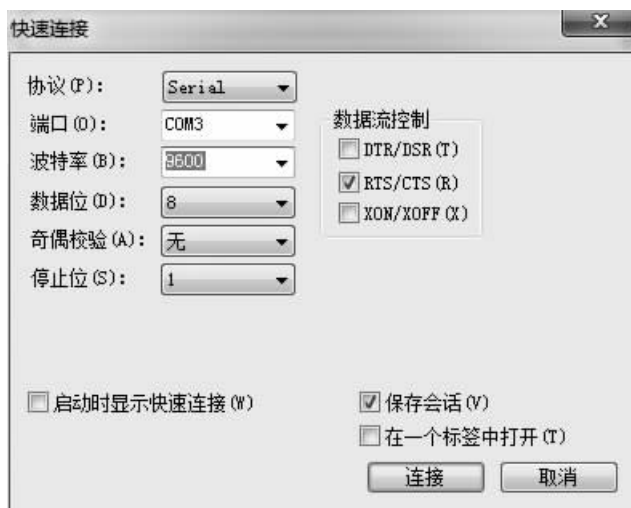 快速连接
协议(P): Serial
端口(O): COM3
波特率(B): 9600
数据位(D): 8
奇偶校验(A): 无
停止位(S): 1
数据流控制
DTR/DSR(T)
RTS/CTS(R)
XON/XOFF(X)
启动时显示快速连接(W)
保存会话(V)
在一个标签中打开(T)
连接 取消